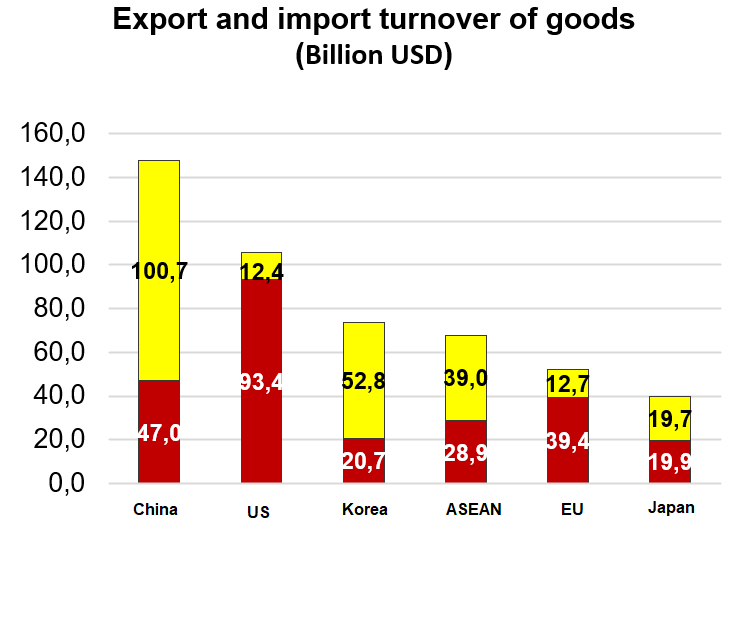 Export and import turnover of goods
(Billion USD)
160,0
140,0
120,0
100,0
80,0
60,0
40,0
20,0
0,0
100,7
12,4
52,8
39,0
12,7
19,7
47,0
93,4
20,7
28,9
39,4
19,9
China
US
Korea
ASEAN
EU
Japan